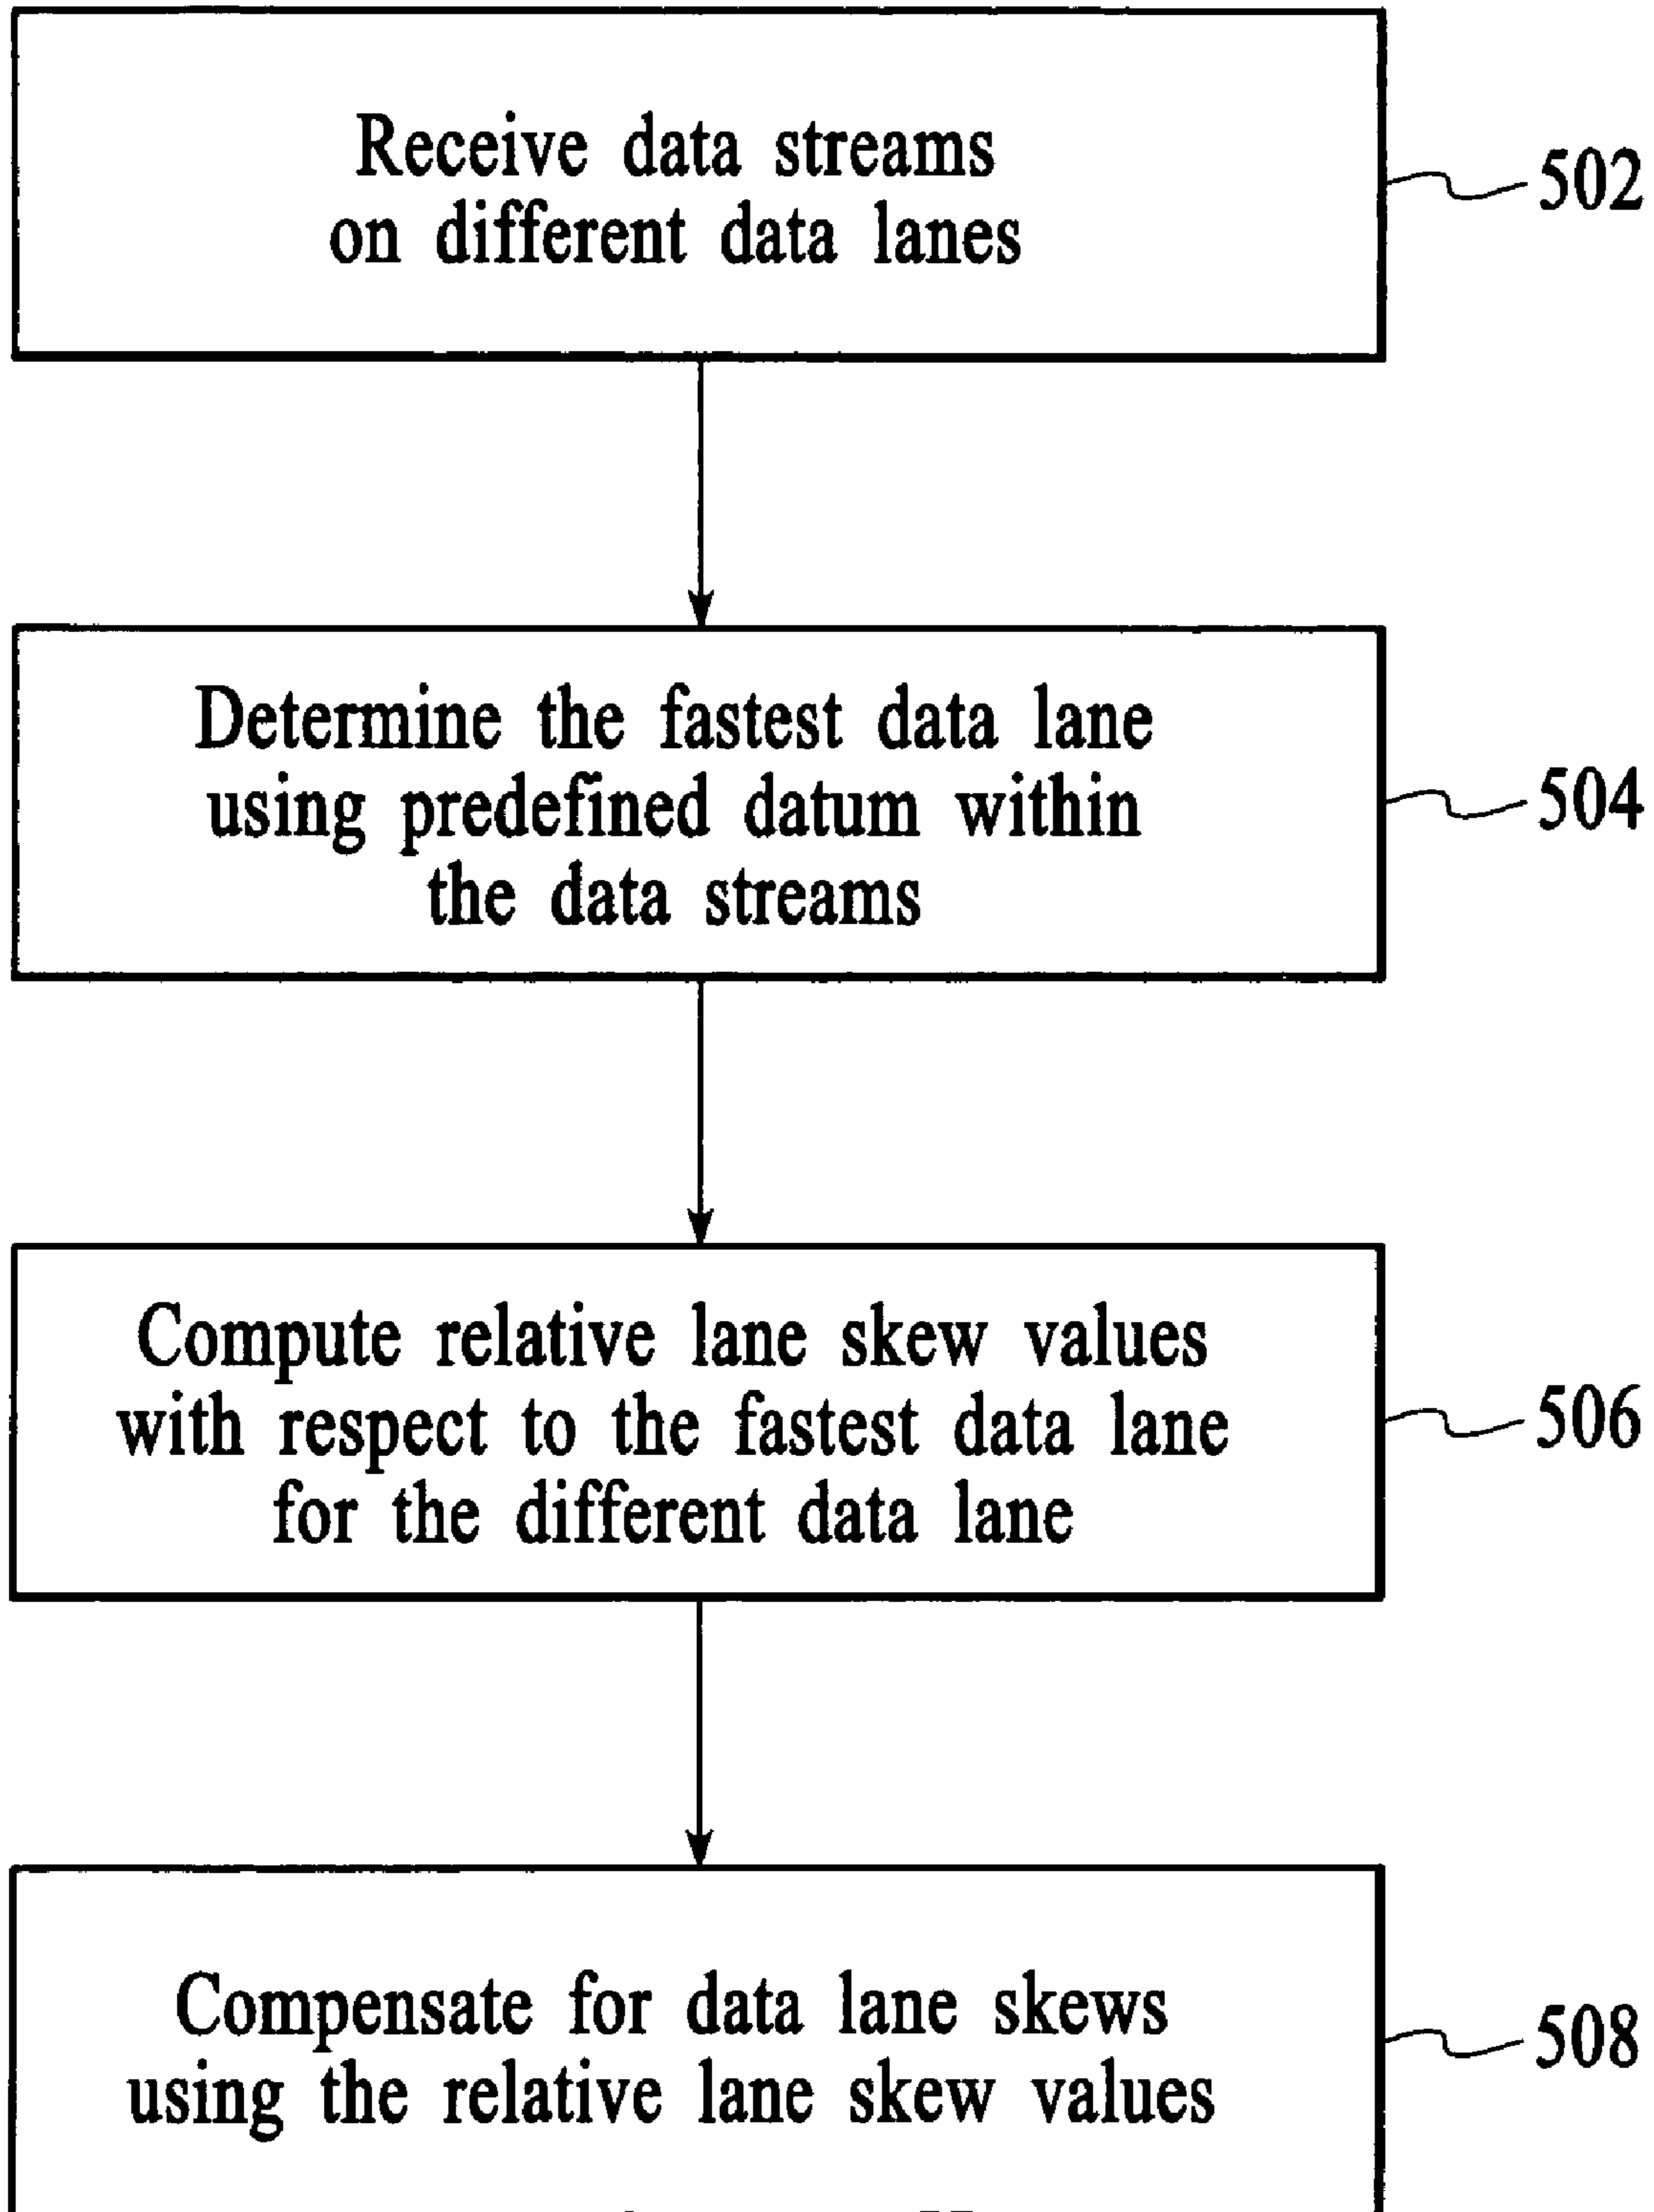 Receive data streams
on different data lanes
502
Determine the fastest data lane
using predefined datum within
the data streams
504
Compute relative lane skew values
with respect to the fastest data lane
for the different data lane
506
Compensate for data lane skews
using the relative lane skew values
508